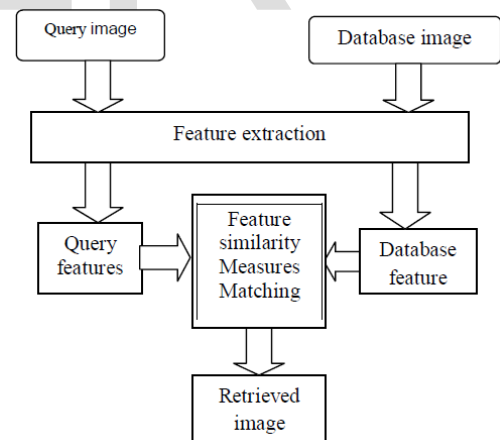 Query image
Database image
Feature extraction
Query
features
Feature
similarity
Measures
Matching
Database
feature
Retrieved
image